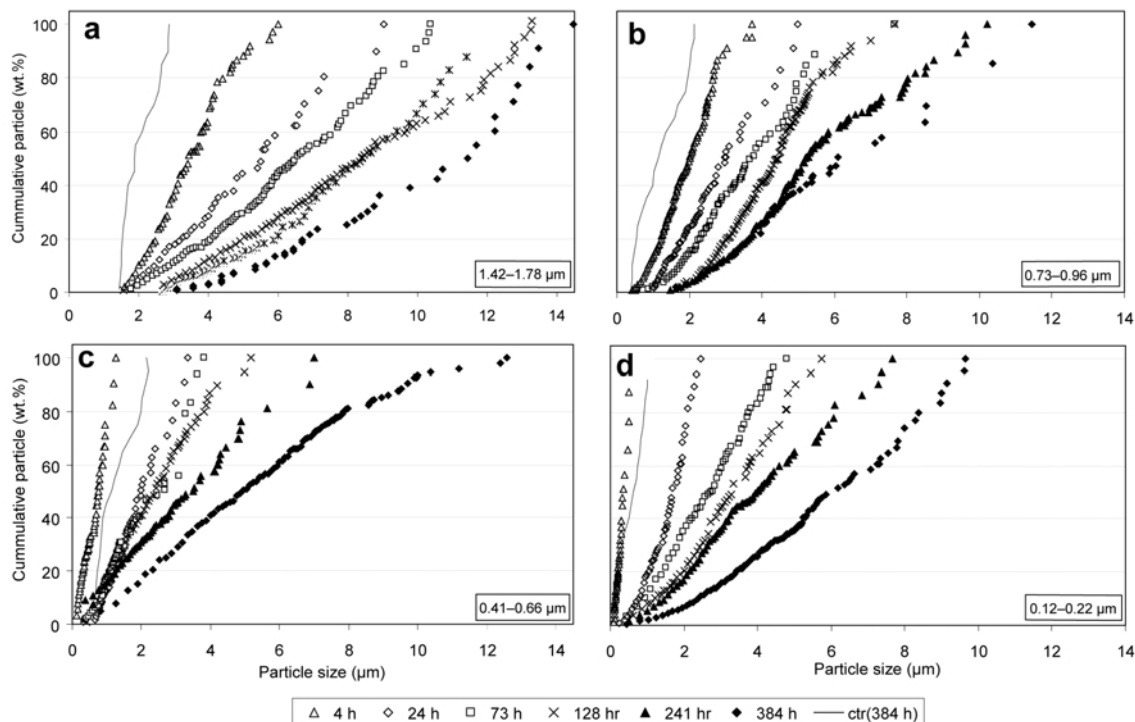 a
b
Cummulative particle (wt.%)
100
80
60
40
20
0
1.42–1.78 µm
0.73–0.96 µm
0 2 4 6 8 10 12 14
0 2 4 6 8 10 12 14
c
d
Cummulative particle (wt.%)
100
80
60
40
20
0
0.41–0.66 µm
0.12–0.22 µm
0 2 4 6 8 10 12 14
0 2 4 6 8 10 12 14
Particle size (µm)
Particle size (µm)
4 h 24 h 73 h 128 hr 241 hr 384 h ctr(384 h)